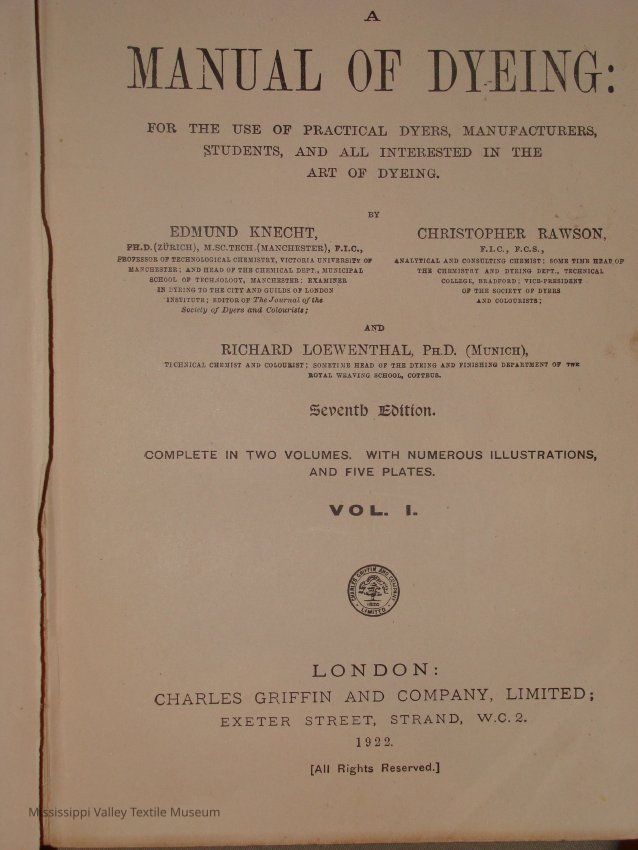 A
MANUAL OF DYEING:
FOR THE USE OF PRACTICAL DYERS, MANUFACTURERS,
STUDENTS, AND ALL INTERESTED IN THE
ART OF DYEING.
BY
EDMUND KNECHT,
PH.D. (ZÜRICH), M.SC.TECH. (MANCHESTER), F.I.C.,
PROFESSOR OF TECHNOLOGICAL CHEMISTRY, VICTORIA UNIVERSITY OF
MANCHESTER; AND HEAD OF THE CHEMICAL DEPT., MUNICIPAL
SCHOOL OF TECHNOLOGY, MANCHESTER; EXAMINER
IN DYEING TO THE CITY AND GUILDS OF LONDON
INSTITUTE; EDITOR OF The Journal of the
Society of Dyers and Colourists;
CHRISTOPHER RAWSON,
F.I.C., F.C.S.,
ANALYTICAL AND CONSULTING CHEMIST; SOME TIME HEAD OF
THE CHEMISTRY AND DYEING DEPT., TECHNICAL
COLLEGE, BRADFORD; VICE-PRESIDENT
OF THE SOCIETY OF DYERS
AND COLOURISTS;
AND
RICHARD LOEWENTHAL, PH.D. (MUNICH),
TECHNICAL CHEMIST AND COLOURIST; SOMETIME HEAD OF THE DYEING AND FINISHING DEPARTMENT OF THE
ROYAL WEAVING SCHOOL, COTTBUS.
Seventh Edition.
COMPLETE IN TWO VOLUMES. WITH NUMEROUS ILLUSTRATIONS,
AND FIVE PLATES.
VOL. I.
CHARLES GRIFFIN AND COMPANY
1820
LIMITED
LONDON:
CHARLES GRIFFIN AND COMPANY, LIMITED;
EXETER STREET, STRAND, W.C. 2.
1922.
[All Rights Reserved.]
Mississippi Valley Textile Museum